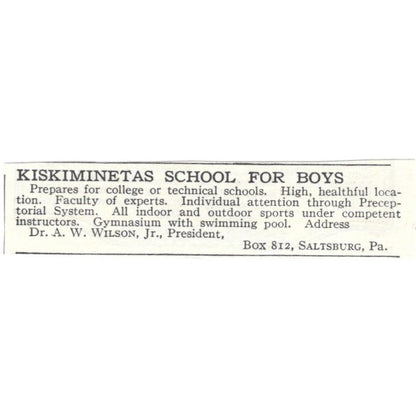 KISKIMINETAS SCHOOL FOR BOYS
Prepares for college or technical schools. High, healthful loca-
tion. Faculty of experts. Individual attention through Precep-
torial System. All indoor and outdoor sports under competent
instructors. Gymnasium with swimming pool. Address
Dr. A. W. WILSON, Jr., President,
Box 812, SALTSBURG, Pa.